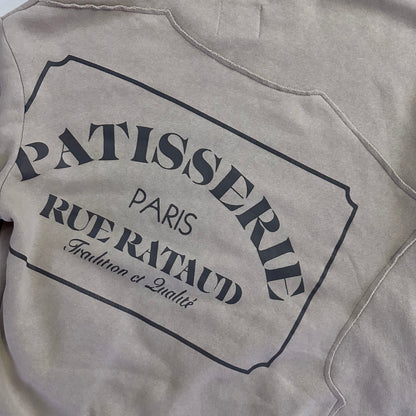 PATISSERIE
PARIS
RUE RATAUD
Tradition et Qualité